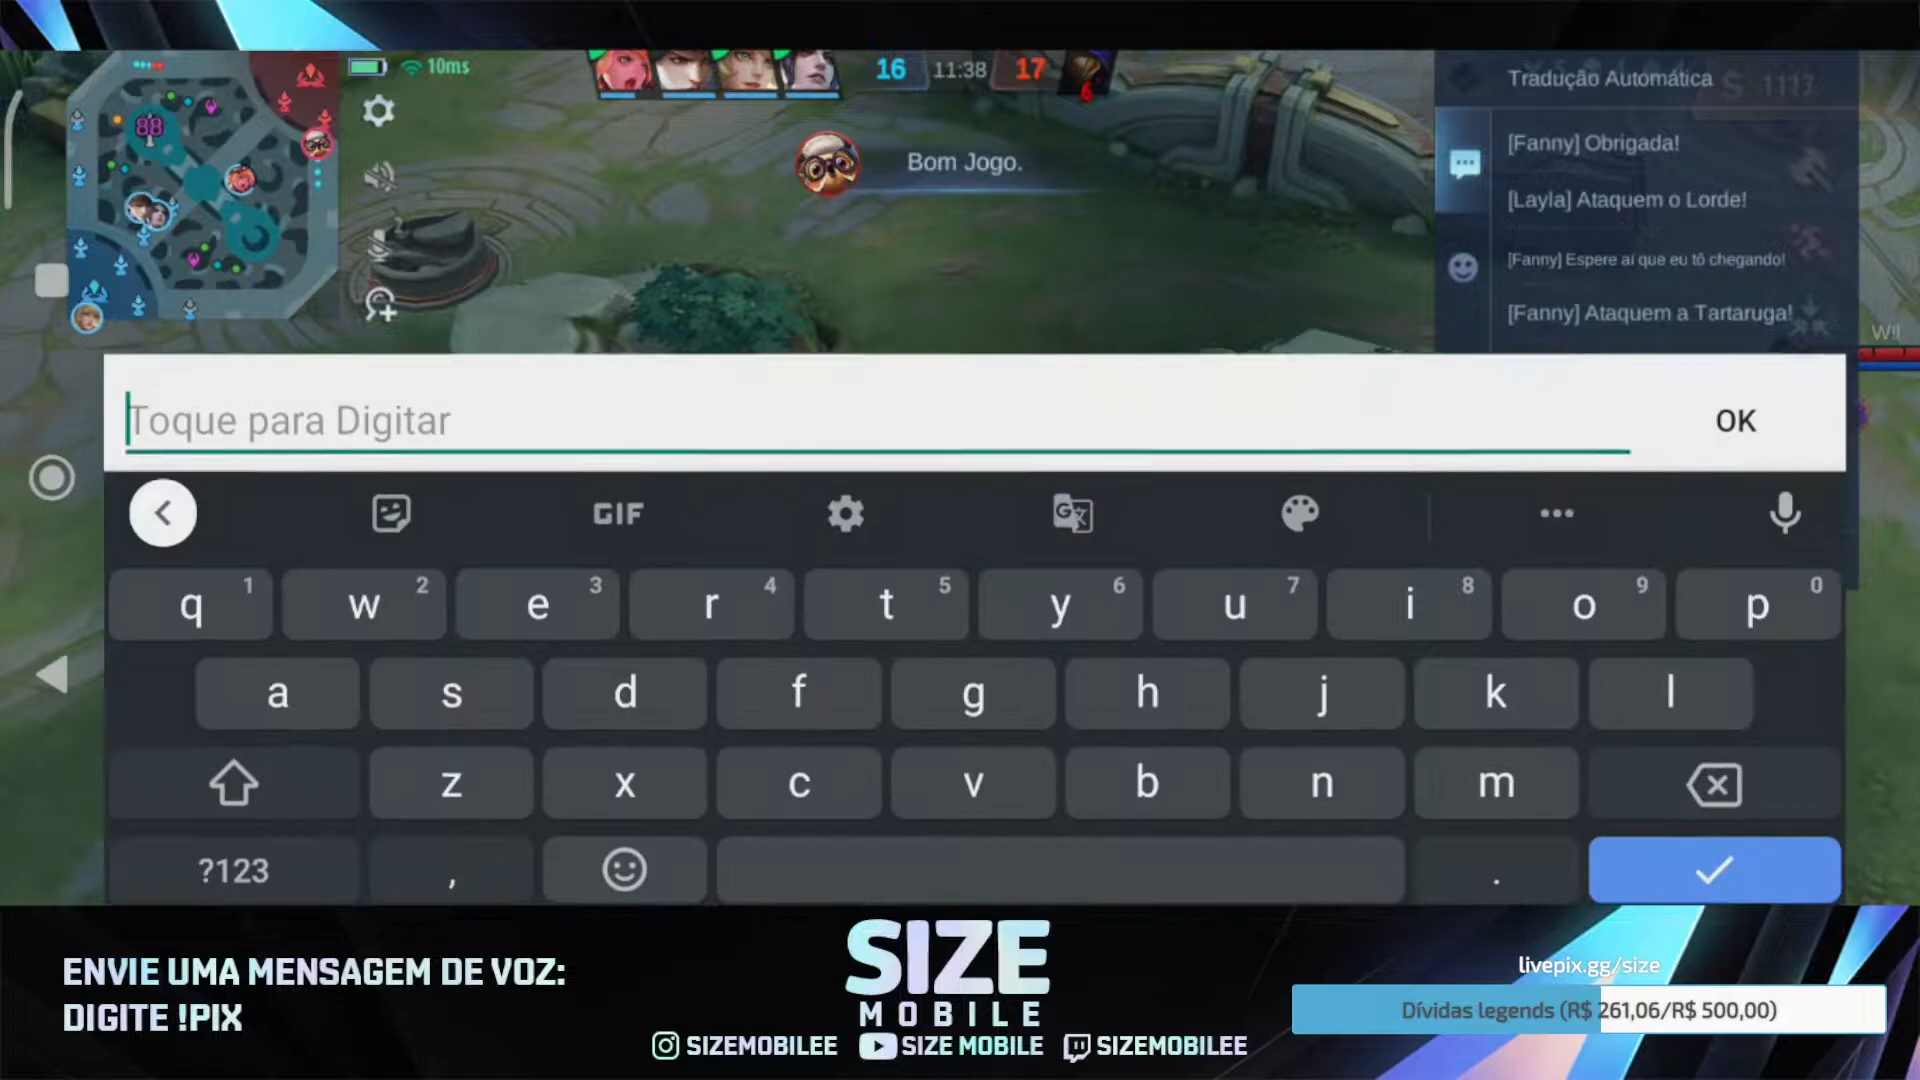 10ms
16
11:38
17
6
Bom Jogo.
Tradução Automática
[Fanny] Obrigada!
[Layla] Ataquem o Lorde!
[Fanny] Espere aí que eu tô chegando!
[Fanny] Ataquem a Tartaruga!
Toque para Digitar
OK
GIF
q 1 w 2 e 3 r 4 t 5 y 6 u 7 i 8 o 9 p 0
a s d f g h j k l
z x c v b n m
?123 , .
ENVIE UMA MENSAGEM DE VOZ:
DIGITE !PIX
SIZE
MOBILE
SIZEMOBILEE SIZE MOBILE SIZEMOBILEE
livepix.gg/size
Dívidas legends (R$ 261,06/R$ 500,00)